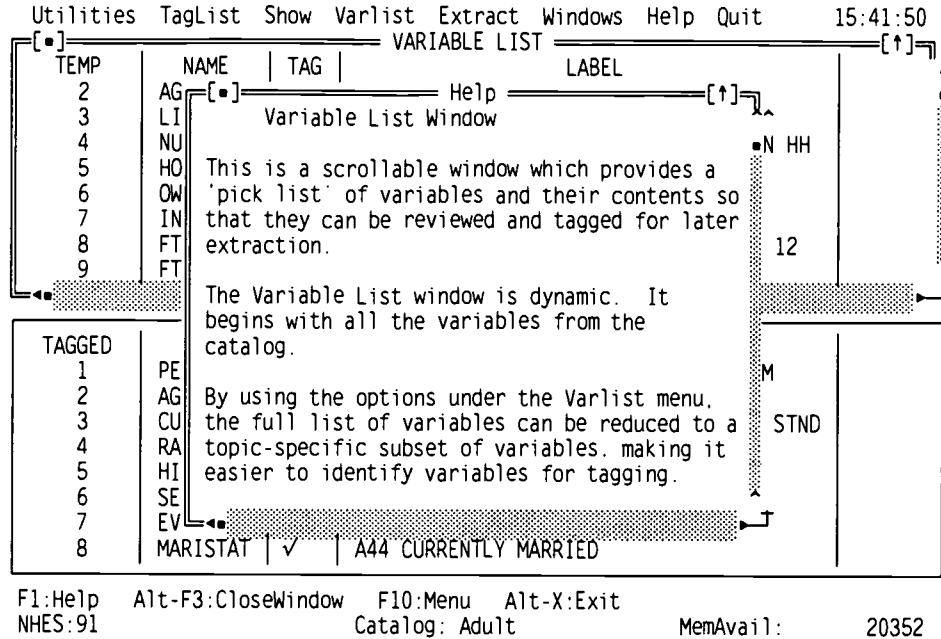 Utilities TagList Show Varlist Extract Windows Help Quit 15:41:50
VARIABLE LIST
TEMP NAME TAG LABEL
2 AG
3 LI
4 NU N HH
5 HO
6 OW
7 IN
8 FT 12
9 FT
Help
Variable List Window
This is a scrollable window which provides a
'pick list' of variables and their contents so
that they can be reviewed and tagged for later
extraction.
The Variable List window is dynamic. It
begins with all the variables from the
catalog.
By using the options under the Varlist menu,
the full list of variables can be reduced to a
topic-specific subset of variables. making it
easier to identify variables for tagging.
TAGGED
1 PE M
2 AG
3 CU STND
4 RA
5 HI
6 SE
7 EV
8 MARISTAT √ A44 CURRENTLY MARRIED
F1:Help Alt-F3:CloseWindow F10:Menu Alt-X:Exit
NHES:91 Catalog: Adult MemAvail: 20352